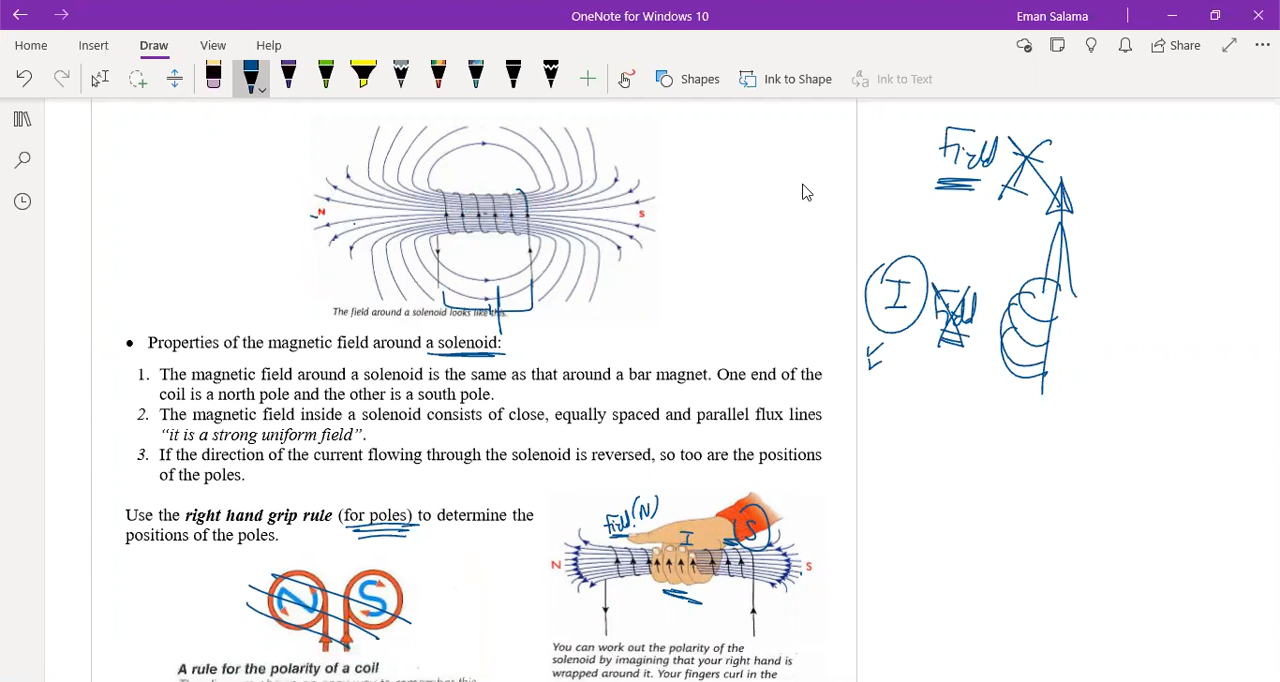 OneNote for Windows 10
Eman Salama
Home
Insert
Draw
View
Help
Share
Shapes
Ink to Shape
Ink to Text
N
S
The field around a solenoid looks like this.
Field
I
Field
• Properties of the magnetic field around a solenoid:
1. The magnetic field around a solenoid is the same as that around a bar magnet. One end of the
coil is a north pole and the other is a south pole.
2. The magnetic field inside a solenoid consists of close, equally spaced and parallel flux lines
“it is a strong uniform field”.
3. If the direction of the current flowing through the solenoid is reversed, so too are the positions
of the poles.
Use the right hand grip rule (for poles) to determine the
positions of the poles.
Field (N)
I
S
N
S
N
S
A rule for the polarity of a coil
You can work out the polarity of the
solenoid by imagining that your right hand is
wrapped around it. Your fingers curl in the